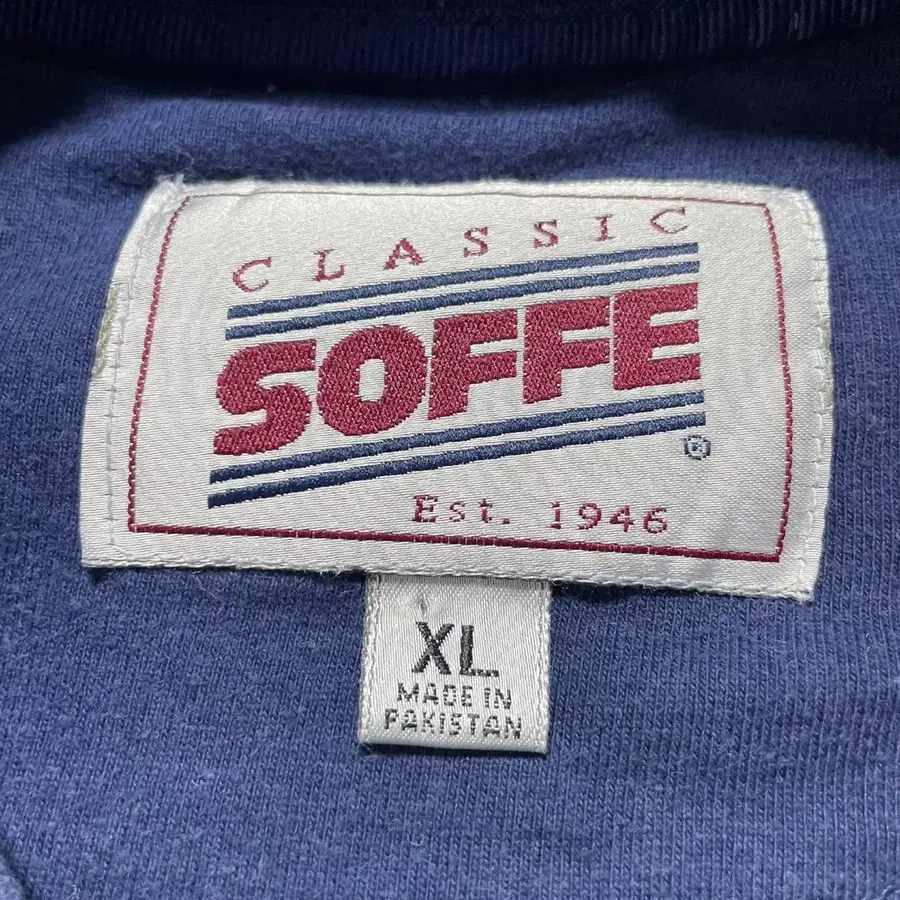 CLASSIC
SOFFE
®
Est. 1946
XL
MADE IN
PAKISTAN